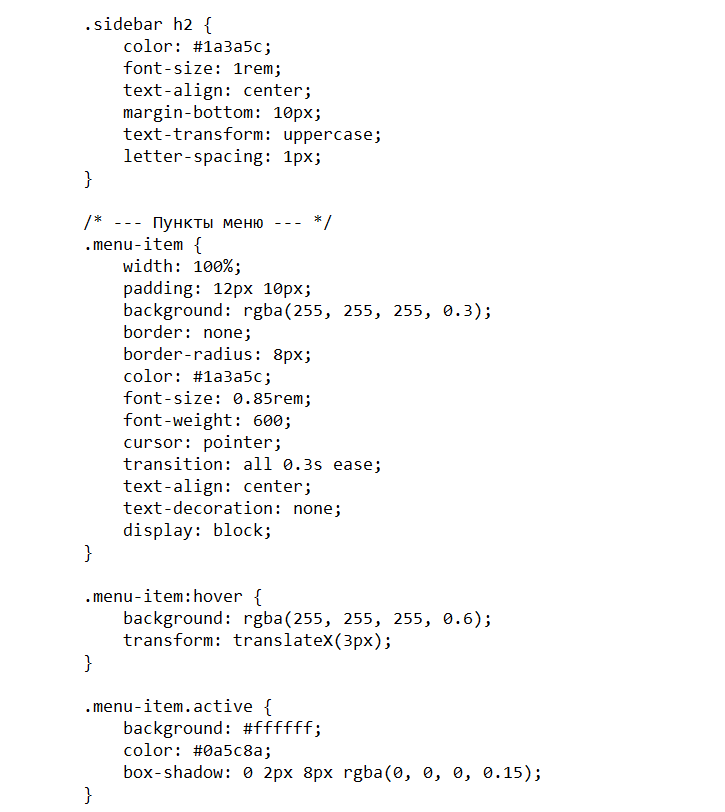 .sidebar h2 {
    color: #1a3a5c;
    font-size: 1rem;
    text-align: center;
    margin-bottom: 10px;
    text-transform: uppercase;
    letter-spacing: 1px;
}

/* --- Пункты меню --- */
.menu-item {
    width: 100%;
    padding: 12px 10px;
    background: rgba(255, 255, 255, 0.3);
    border: none;
    border-radius: 8px;
    color: #1a3a5c;
    font-size: 0.85rem;
    font-weight: 600;
    cursor: pointer;
    transition: all 0.3s ease;
    text-align: center;
    text-decoration: none;
    display: block;
}

.menu-item:hover {
    background: rgba(255, 255, 255, 0.6);
    transform: translateX(3px);
}

.menu-item.active {
    background: #ffffff;
    color: #0a5c8a;
    box-shadow: 0 2px 8px rgba(0, 0, 0, 0.15);
}